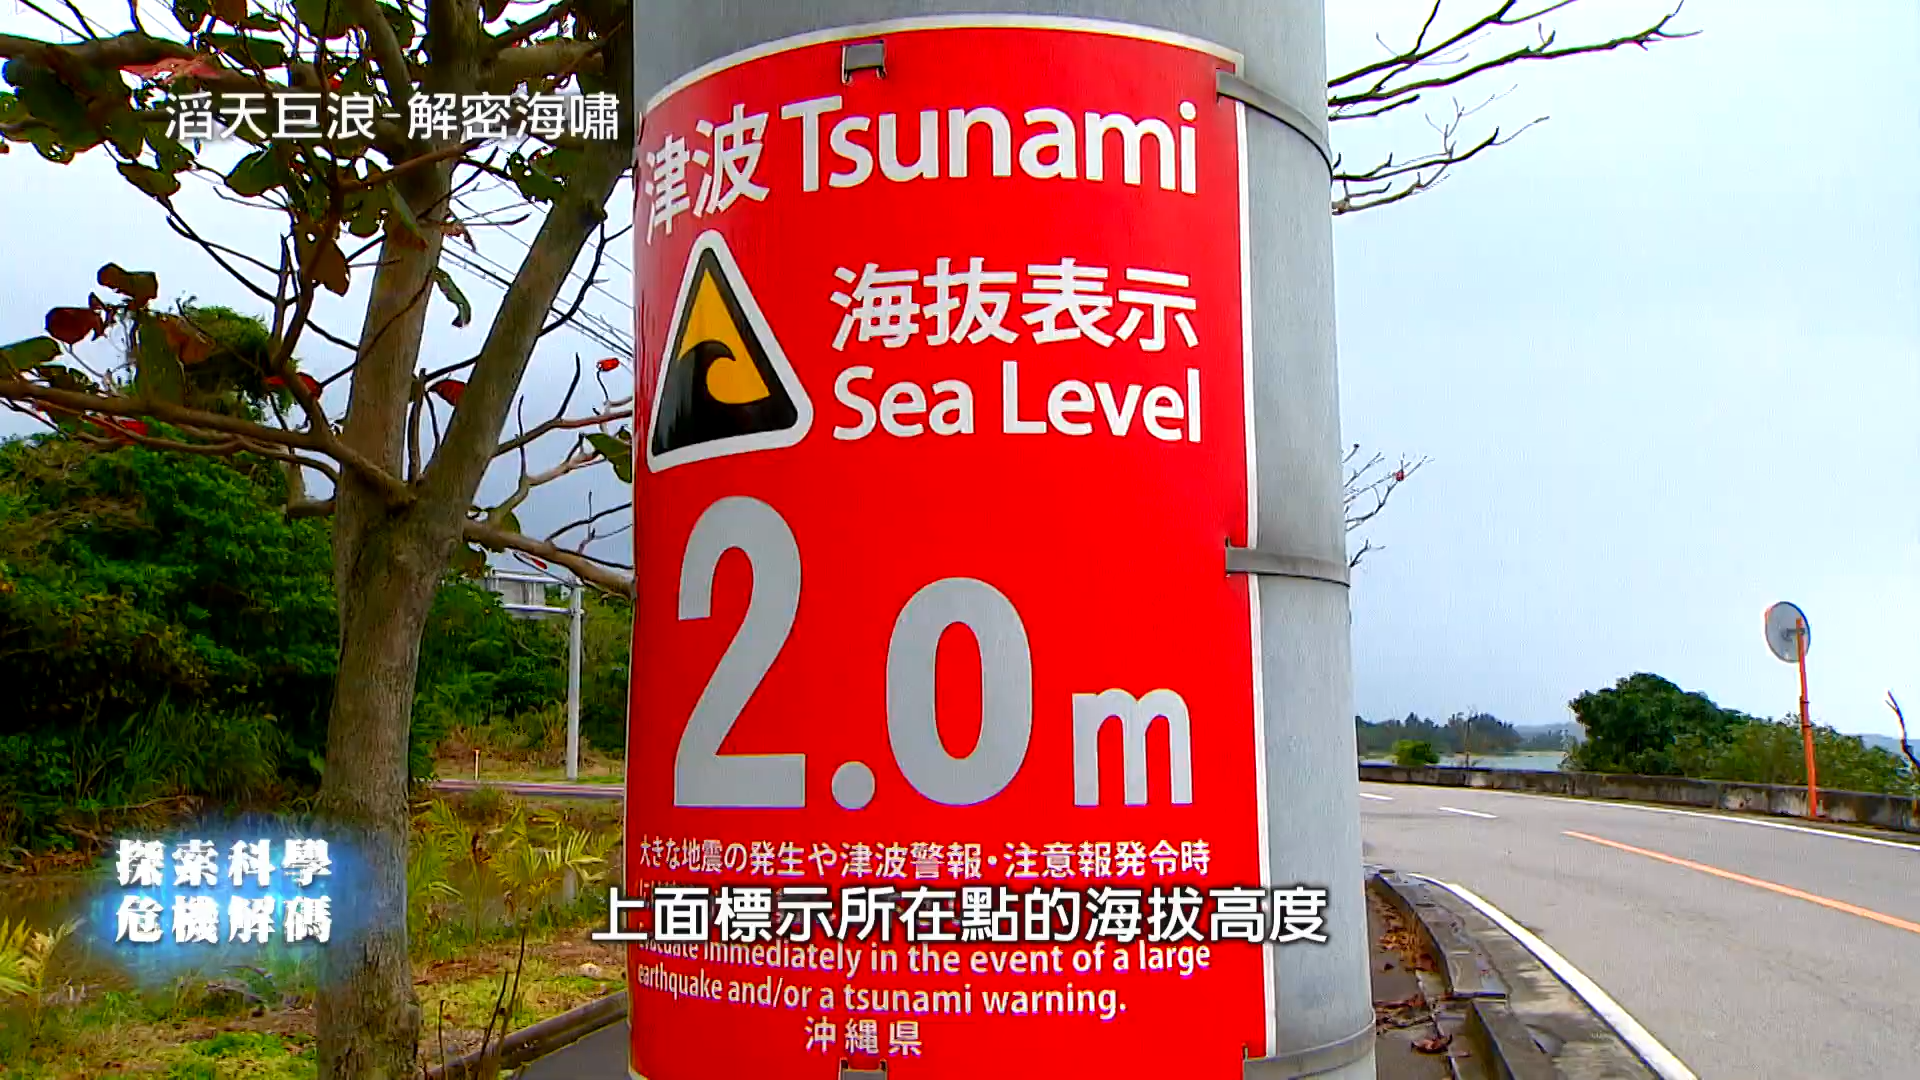 滔天巨浪-解密海嘯
津波 Tsunami
海抜表示
Sea Level
2.0 m
大きな地震の発生や津波警報・注意報発令時
上面標示所在點的海拔高度
evacuate immediately in the event of a large
earthquake and/or a tsunami warning.
沖縄県
探索科學
危機解碼